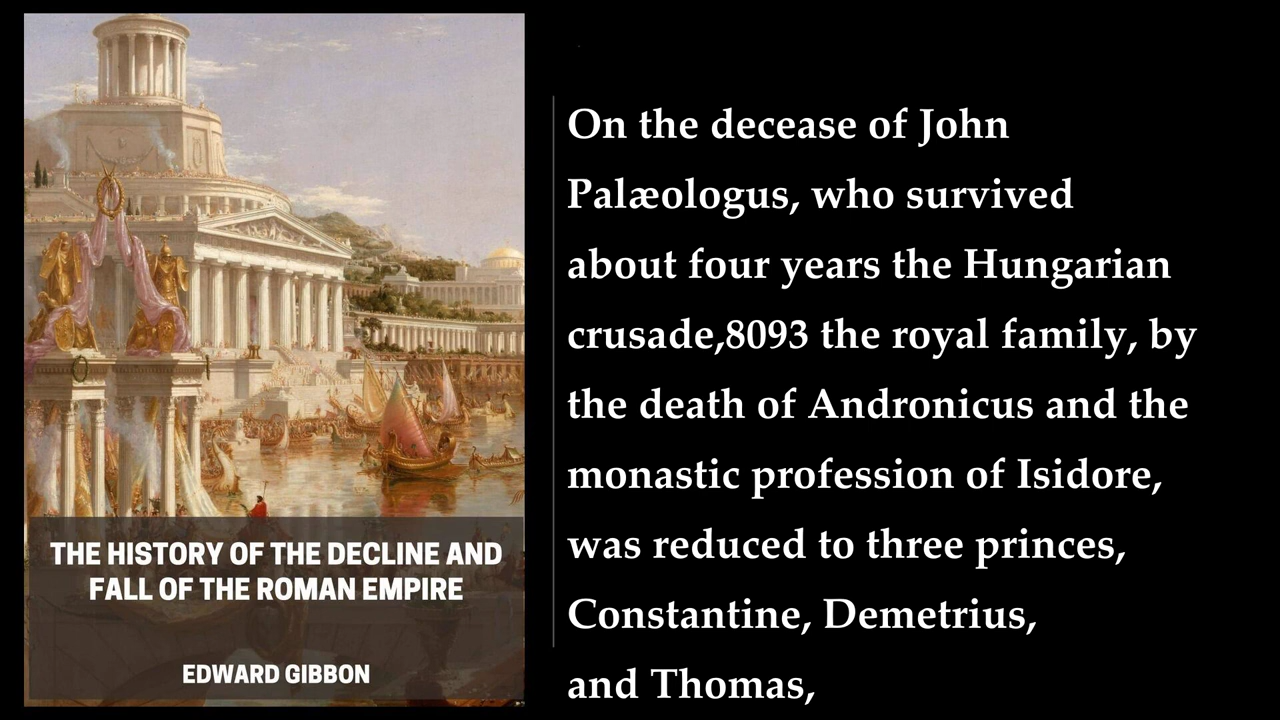 THE HISTORY OF THE DECLINE AND
FALL OF THE ROMAN EMPIRE
EDWARD GIBBON
On the decease of John
Palæologus, who survived
about four years the Hungarian
crusade,8093 the royal family, by
the death of Andronicus and the
monastic profession of Isidore,
was reduced to three princes,
Constantine, Demetrius,
and Thomas,